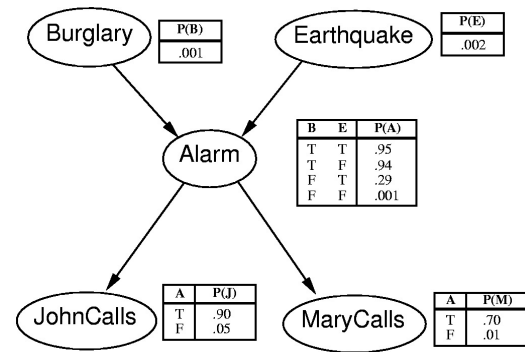 Burglary
P(B)
.001
Earthquake
P(E)
.002
Alarm
B E P(A)
T T .95
T F .94
F T .29
F F .001
JohnCalls
A P(J)
T .90
F .05
MaryCalls
A P(M)
T .70
F .01